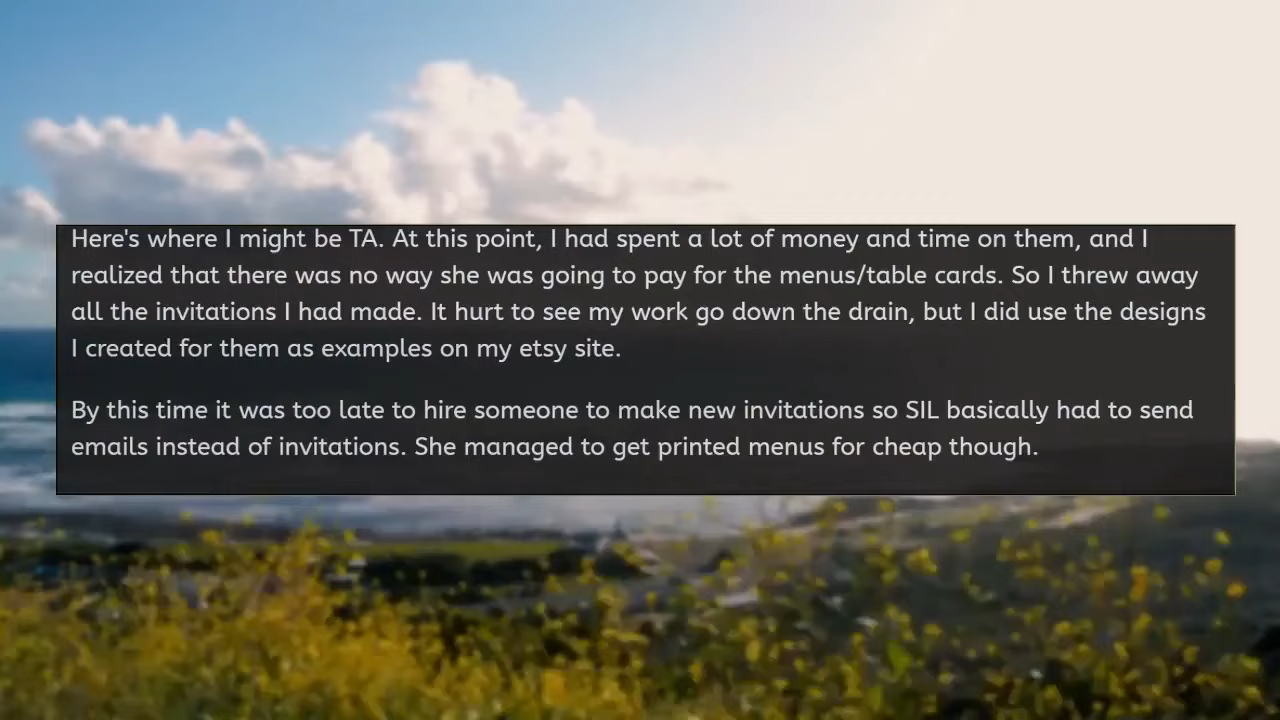 Here's where I might be TA. At this point, I had spent a lot of money and time on them, and I
realized that there was no way she was going to pay for the menus/table cards. So I threw away
all the invitations I had made. It hurt to see my work go down the drain, but I did use the designs
I created for them as examples on my etsy site.
By this time it was too late to hire someone to make new invitations so SIL basically had to send
emails instead of invitations. She managed to get printed menus for cheap though.